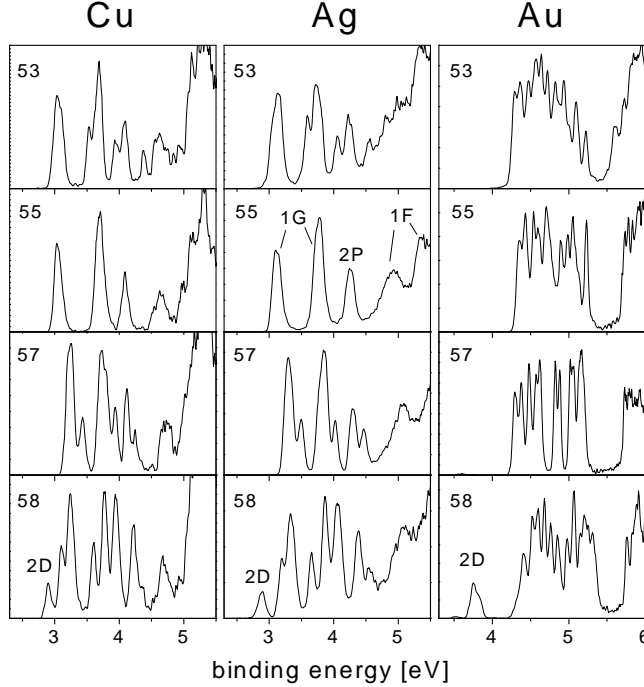 Cu Ag Au
53 53 53
55 55 55
1G 1F
2P
57 57 57
58 58 58
2D 2D 2D
3 4 5 3 4 5 4 5 6
binding energy [eV]